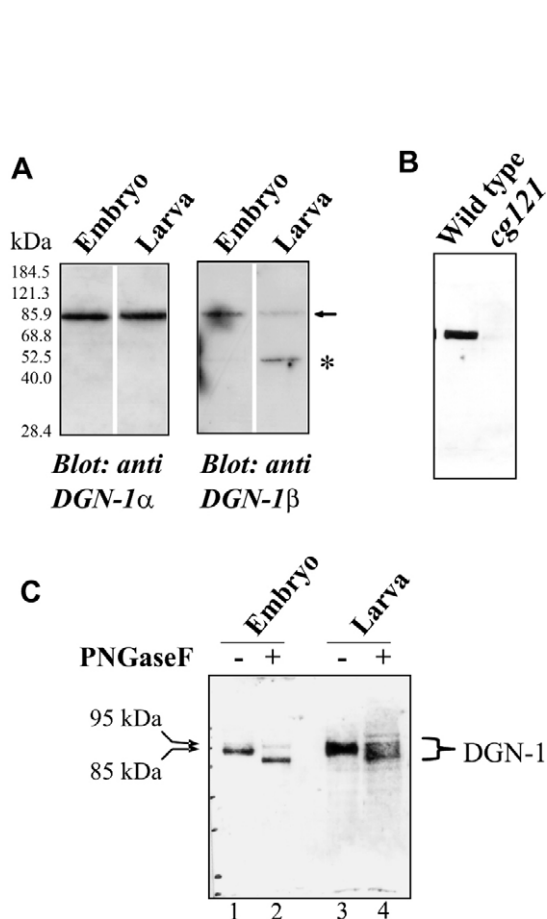 A
Embryo
Larva
Embryo
Larva
kDa
184.5
121.3
85.9
68.8
52.5
40.0
28.4
*
Blot: anti
DGN-1α
Blot: anti
DGN-1β
B
Wild type
cg121
C
Embryo
Larva
PNGaseF
- + - +
95 kDa
85 kDa
DGN-1
1 2 3 4